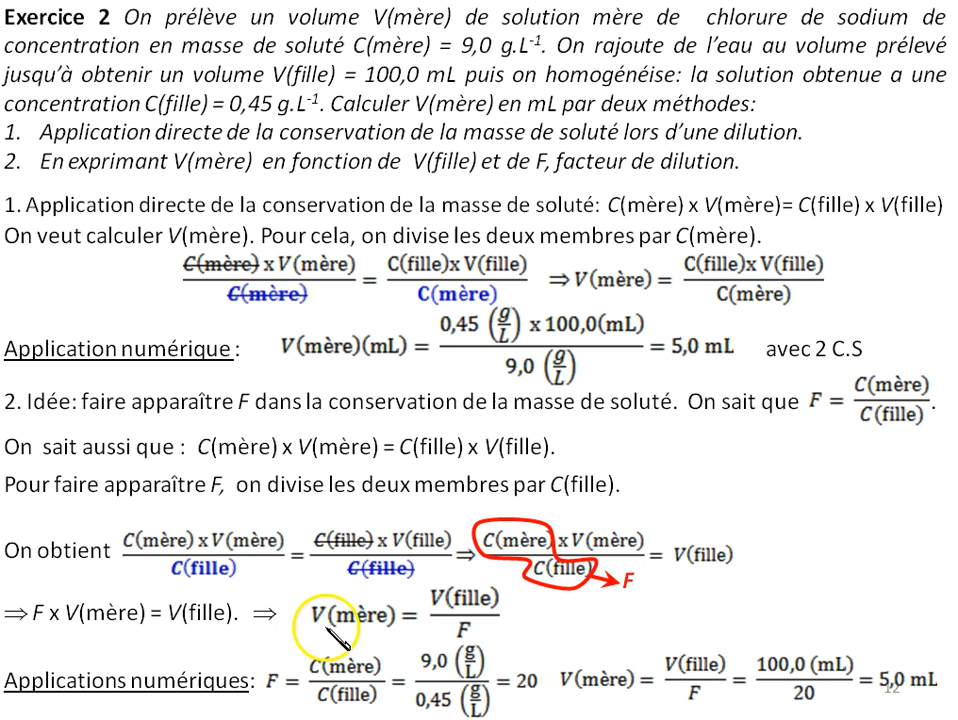 Exercice 2 On prélève un volume V(mère) de solution mère de chlorure de sodium de
concentration en masse de soluté C(mère) = 9,0 g.L⁻¹. On rajoute de l’eau au volume prélevé
jusqu’à obtenir un volume V(fille) = 100,0 mL puis on homogénéise: la solution obtenue a une
concentration C(fille) = 0,45 g.L⁻¹. Calculer V(mère) en mL par deux méthodes:
1. Application directe de la conservation de la masse de soluté lors d’une dilution.
2. En exprimant V(mère) en fonction de V(fille) et de F, facteur de dilution.
1. Application directe de la conservation de la masse de soluté: C(mère) x V(mère)= C(fille) x V(fille)
On veut calculer V(mère). Pour cela, on divise les deux membres par C(mère).
C(mère) x V(mère) / C(mère) = C(fille)x V(fille) / C(mère) ⇒ V(mère) = C(fille)x V(fille) / C(mère)
Application numérique : V(mère)(mL) = 0,45 (g/L) x 100,0(mL) / 9,0 (g/L) = 5,0 mL avec 2 C.S
2. Idée: faire apparaître F dans la conservation de la masse de soluté. On sait que F = C(mère) / C(fille).
On sait aussi que : C(mère) x V(mère) = C(fille) x V(fille).
Pour faire apparaître F, on divise les deux membres par C(fille).
On obtient C(mère) x V(mère) / C(fille) = C(fille) x V(fille) / C(fille) ⇒ C(mère) x V(mère) / C(fille) = V(fille)
F
⇒ F x V(mère) = V(fille). ⇒ V(mère) = V(fille) / F
Applications numériques: F = C(mère) / C(fille) = 9,0 (g/L) / 0,45 (g/L) = 20 V(mère) = V(fille) / F = 100,0 (mL) / 20 = 5,0 mL
12